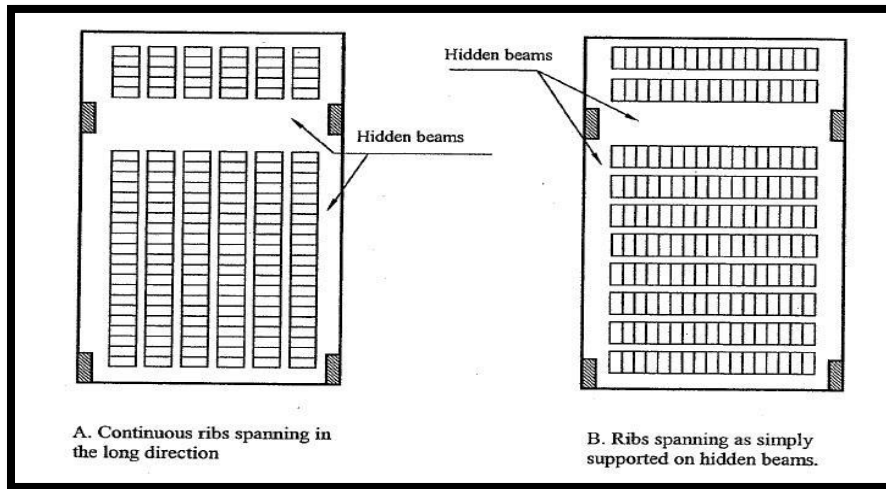 Hidden beams
Hidden beams
A. Continuous ribs spanning in
the long direction
B. Ribs spanning as simply
supported on hidden beams.